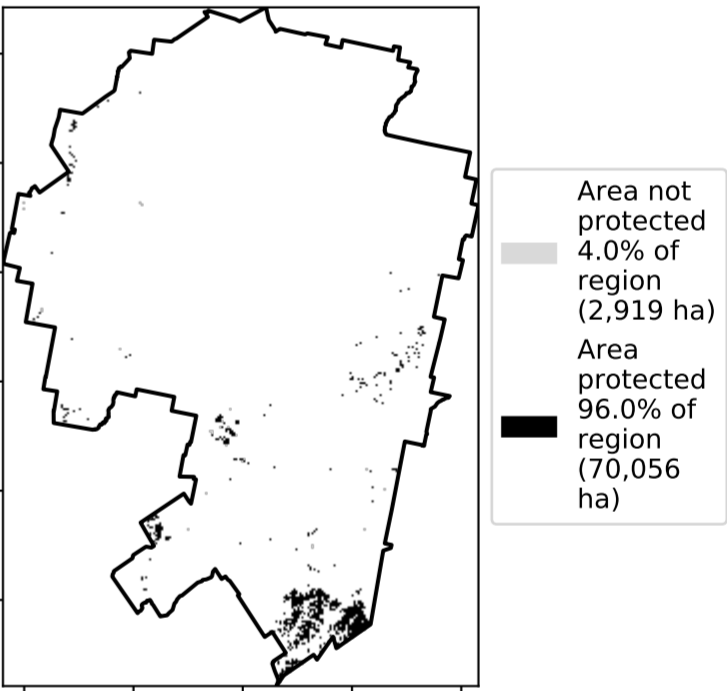 Area not
protected
4.0% of
region
(2,919 ha)
Area
protected
96.0% of
region
(70,056
ha)